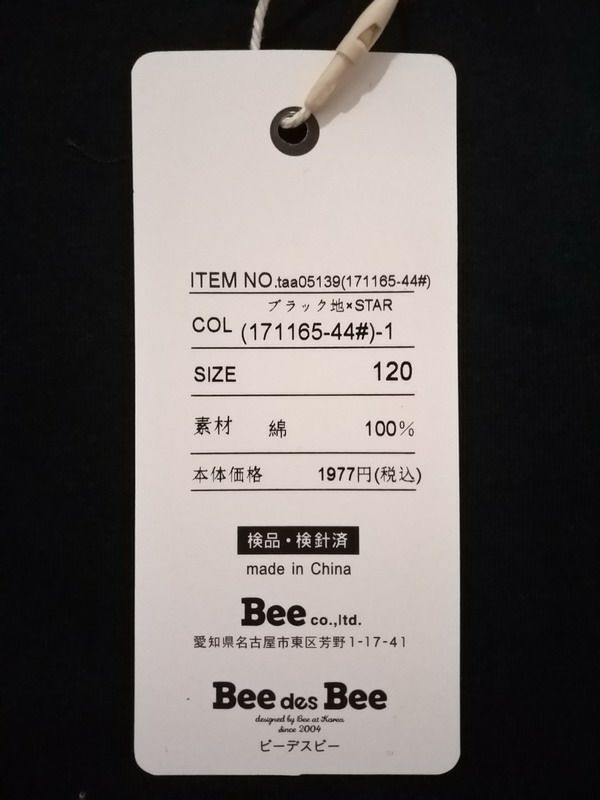 ITEM NO.taa05139(171165-44#)
ブラック地×STAR
COL (171165-44#)-1
SIZE 120
素材 綿 100%
本体価格 1977円(税込)
検品・検針済
made in China
Bee co.,ltd.
愛知県名古屋市東区芳野1-17-41
Bee des Bee
designed by Bee at Korea
since 2004
ビーデスビー